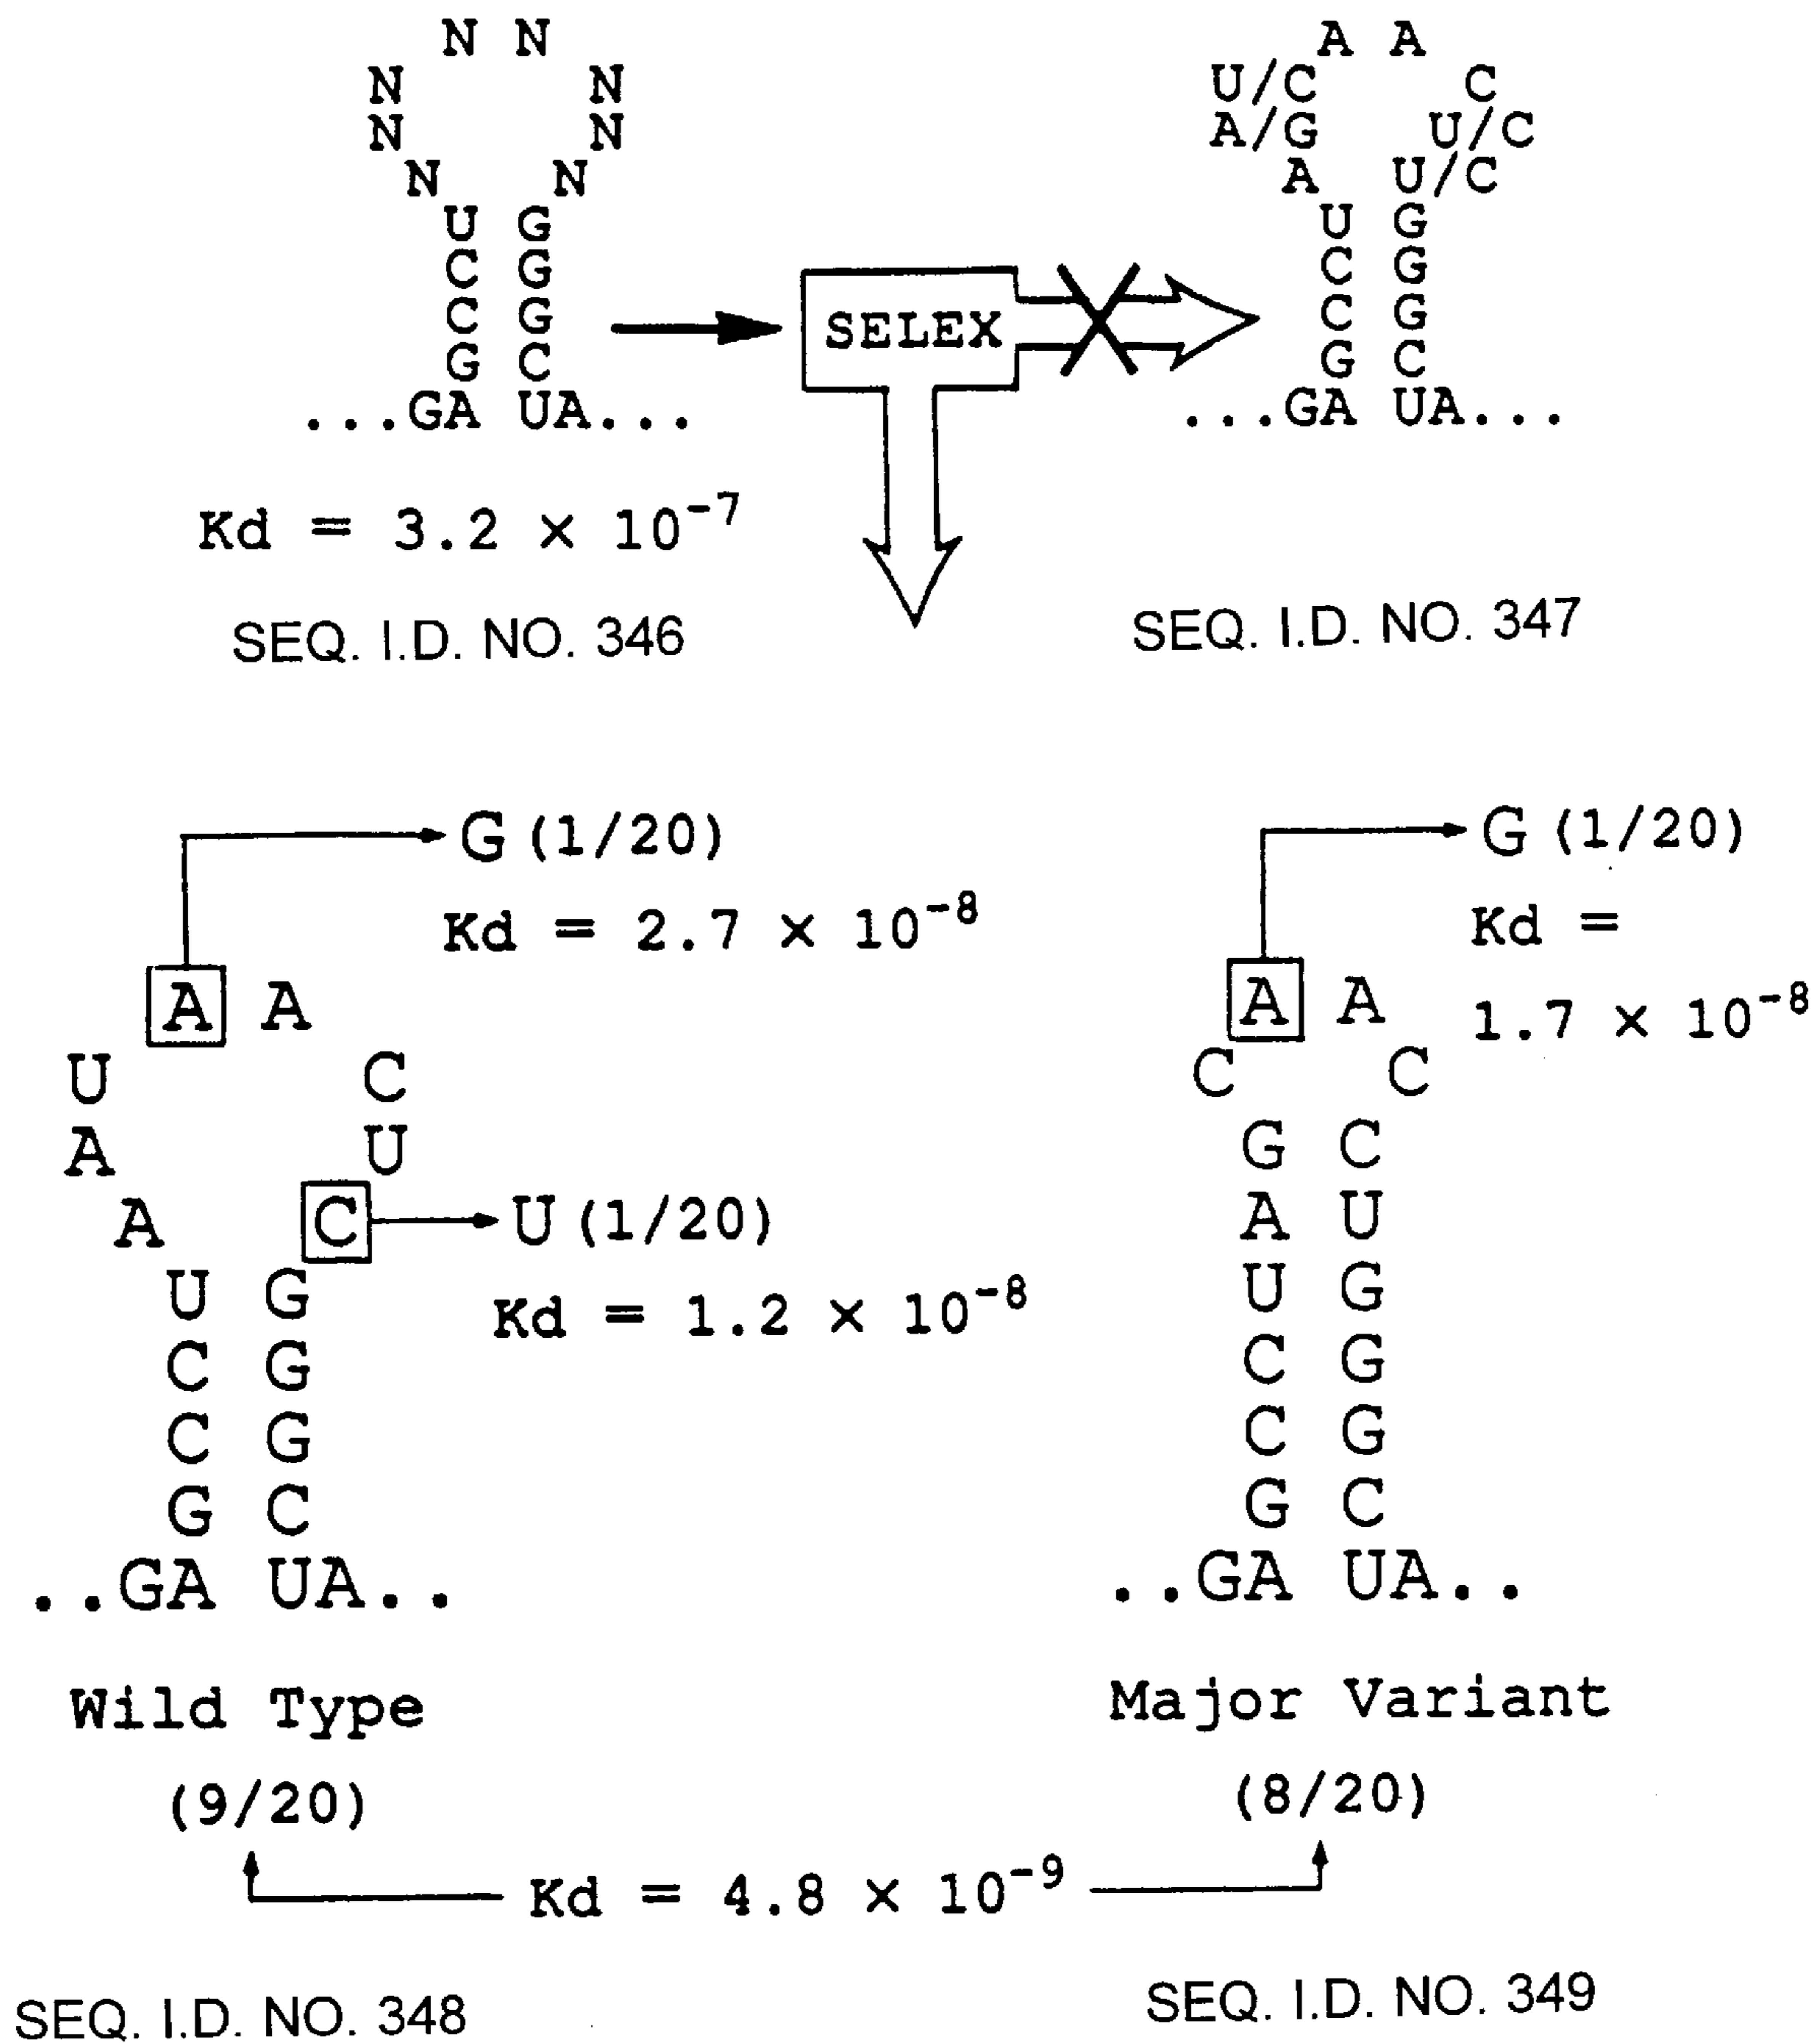 N N
N N
N N
N N
U G
C G
C G
G C
...GA UA...
Kd = 3.2 × 10⁻⁷
SEQ. I.D. NO. 346
SELEX
A A
U/C C
A/G U/C
A U/C
U G
C G
C G
G C
...GA UA...
SEQ. I.D. NO. 347
G (1/20)
Kd = 2.7 × 10⁻⁸
A A
U C
A U
A C
U (1/20)
Kd = 1.2 × 10⁻⁸
U G
C G
C G
G C
..GA UA..
Wild Type
(9/20)
G (1/20)
Kd =
1.7 × 10⁻⁸
A A
C C
G C
A U
U G
C G
C G
G C
..GA UA..
Major Variant
(8/20)
Kd = 4.8 × 10⁻⁹
SEQ. I.D. NO. 348
SEQ. I.D. NO. 349